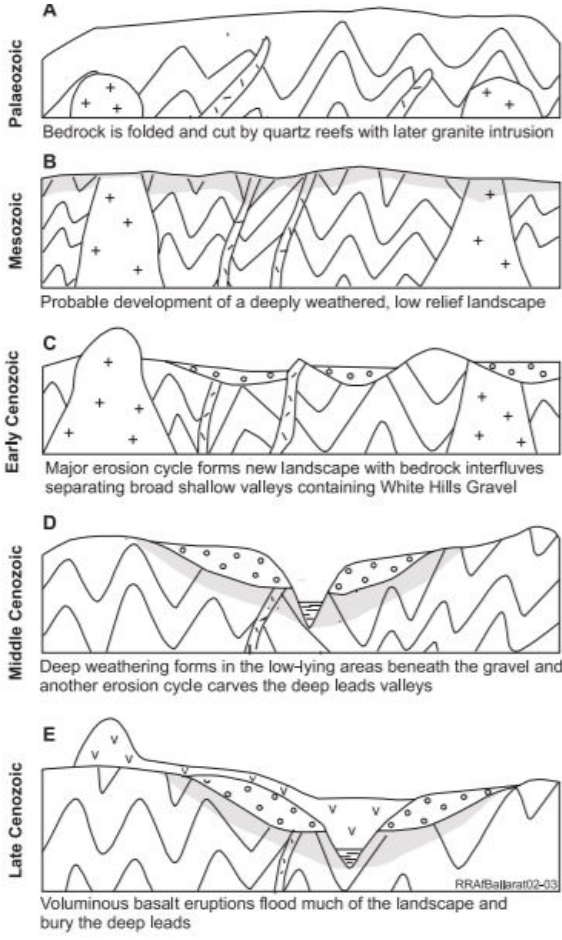 A
Palaeozoic
Bedrock is folded and cut by quartz reefs with later granite intrusion
B
Mesozoic
Probable development of a deeply weathered, low relief landscape
C
Early Cenozoic
Major erosion cycle forms new landscape with bedrock interfluves
separating broad shallow valleys containing White Hills Gravel
D
Middle Cenozoic
Deep weathering forms in the low-lying areas beneath the gravel and
another erosion cycle carves the deep leads valleys
E
Late Cenozoic
RRAfBallarat02-03
Voluminous basalt eruptions flood much of the landscape and
bury the deep leads